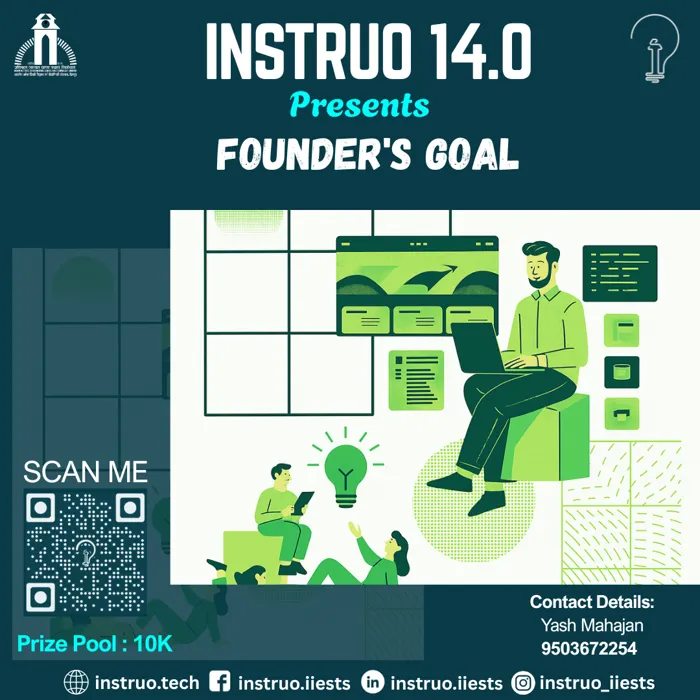 INSTRUO 14.0
Presents
FOUNDER'S GOAL
SCAN ME
Prize Pool : 10K
Contact Details:
Yash Mahajan
9503672254
instruo.tech
instruo.iiests
instruo.iiests
instruo_iiests